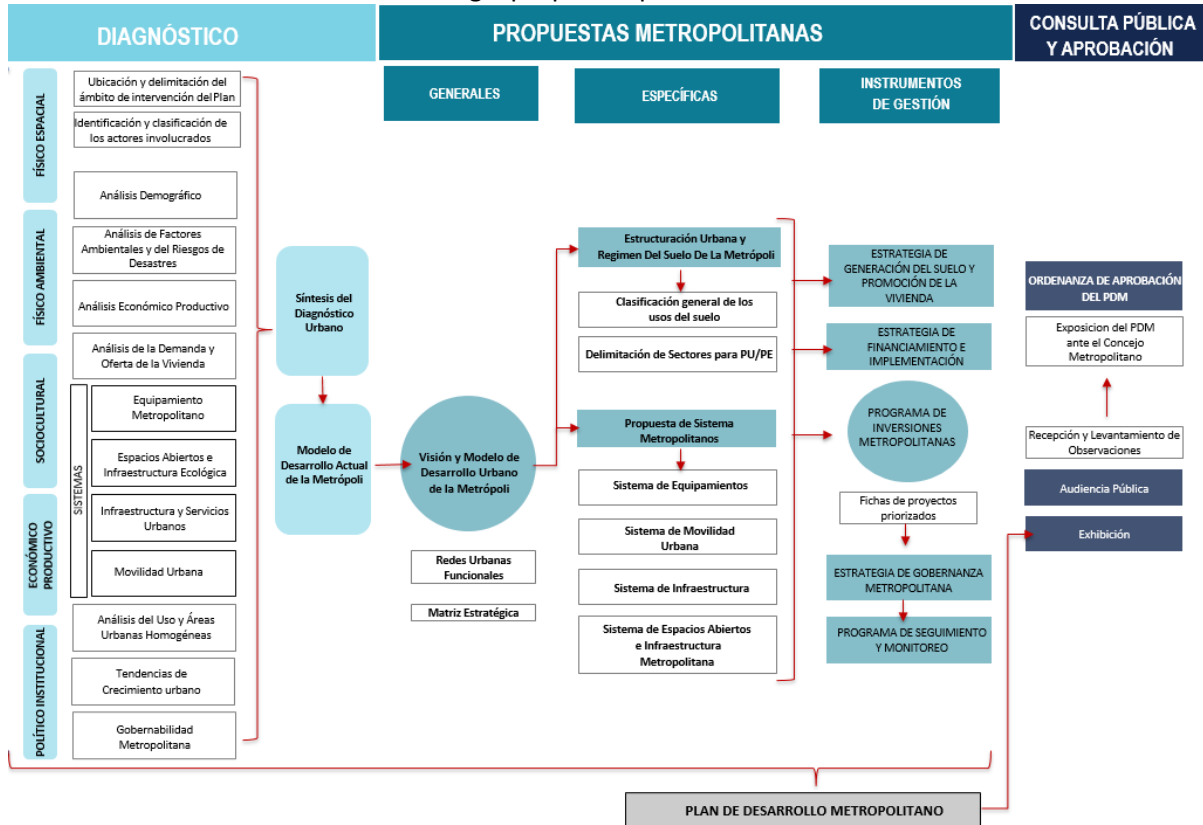 DIAGNÓSTICO
PROPUESTAS METROPOLITANAS
CONSULTA PÚBLICA
Y APROBACIÓN
GENERALES
ESPECÍFICAS
INSTRUMENTOS
DE GESTIÓN
FÍSICO ESPACIAL
FÍSICO AMBIENTAL
SOCIOCULTURAL
ECONÓMICO
PRODUCTIVO
POLÍTICO INSTITUCIONAL
Ubicación y delimitación del
ámbito de intervención del Plan
Identificación y clasificación de
los actores involucrados
Análisis Demográfico
Análisis de Factores
Ambientales y del Riesgos de
Desastres
Análisis Económico Productivo
Análisis de la Demanda y
Oferta de la Vivienda
SISTEMAS
Equipamiento
Metropolitano
Espacios Abiertos e
Infraestructura Ecológica
Infraestructura y Servicios
Urbanos
Movilidad Urbana
Análisis del Uso y Áreas
Urbanas Homogéneas
Tendencias de
Crecimiento urbano
Gobernabilidad
Metropolitana
Síntesis del
Diagnóstico
Urbano
Modelo de
Desarrollo Actual
de la Metrópoli
Visión y Modelo de
Desarrollo Urbano
de la Metrópoli
Redes Urbanas
Funcionales
Matriz Estratégica
Estructuración Urbana y
Regimen Del Suelo De La Metrópoli
Clasificación general de los
usos del suelo
Delimitación de Sectores para PU/PE
Propuesta de Sistema
Metropolitanos
Sistema de Equipamientos
Sistema de Movilidad
Urbana
Sistema de Infraestructura
Sistema de Espacios Abiertos
e Infraestructura
Metropolitana
ESTRATEGIA DE
GENERACIÓN DEL SUELO Y
PROMOCIÓN DE LA
VIVIENDA
ESTRATEGIA DE
FINANCIAMIENTO E
IMPLEMENTACIÓN
PROGRAMA DE
INVERSIONES
METROPOLITANAS
Fichas de proyectos
priorizados
ESTRATEGIA DE GOBERNANZA
METROPOLITANA
PROGRAMA DE SEGUIMIENTO
Y MONITOREO
ORDENANZA DE APROBACIÓN
DEL PDM
Exposicion del PDM
ante el Concejo
Metropolitano
Recepción y Levantamiento de
Observaciones
Audiencia Pública
Exhibición
PLAN DE DESARROLLO METROPOLITANO